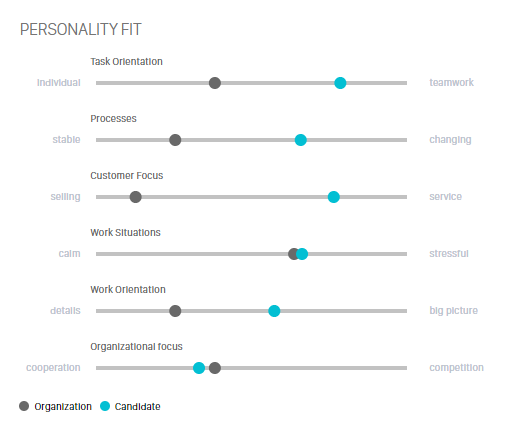 PERSONALITY FIT
Task Orientation
individual teamwork
Processes
stable changing
Customer Focus
selling service
Work Situations
calm stressful
Work Orientation
details big picture
Organizational focus
cooperation competition
Organization Candidate